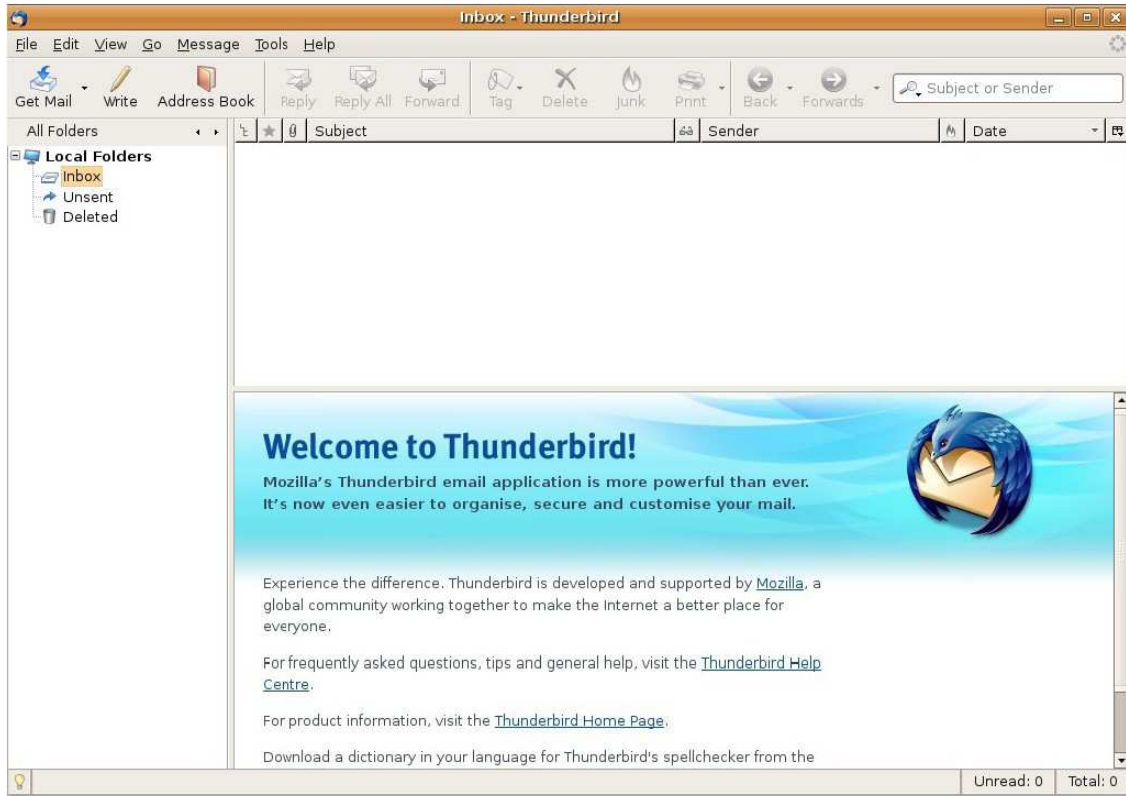 Inbox - Thunderbird
File Edit View Go Message Tools Help
Get Mail Write Address Book Reply Reply All Forward Tag Delete Junk Print Back Forwards Subject or Sender
All Folders Subject Sender Date
Local Folders
Inbox
Unsent
Deleted
Welcome to Thunderbird!
Mozilla's Thunderbird email application is more powerful than ever.
It's now even easier to organise, secure and customise your mail.
Experience the difference. Thunderbird is developed and supported by Mozilla, a
global community working together to make the Internet a better place for
everyone.
For frequently asked questions, tips and general help, visit the Thunderbird Help
Centre.
For product information, visit the Thunderbird Home Page.
Download a dictionary in your language for Thunderbird's spellchecker from the
Unread: 0 Total: 0